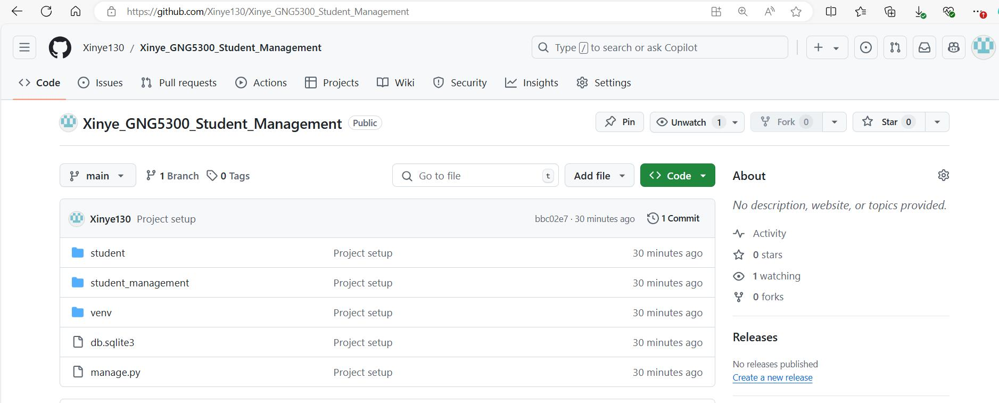 https://github.com/Xinye130/Xinye_GNG5300_Student_Management
Xinye130 / Xinye_GNG5300_Student_Management
Type / to search or ask Copilot
Code Issues Pull requests Actions Projects Wiki Security Insights Settings
Xinye_GNG5300_Student_Management Public
Pin Unwatch 1 Fork 0 Star 0
main 1 Branch 0 Tags Go to file t Add file Code
About
No description, website, or topics provided.
Xinye130 Project setup bbc02e7 · 30 minutes ago 1 Commit
student Project setup 30 minutes ago
student_management Project setup 30 minutes ago
venv Project setup 30 minutes ago
db.sqlite3 Project setup 30 minutes ago
manage.py Project setup 30 minutes ago
Activity
0 stars
1 watching
0 forks
Releases
No releases published
Create a new release